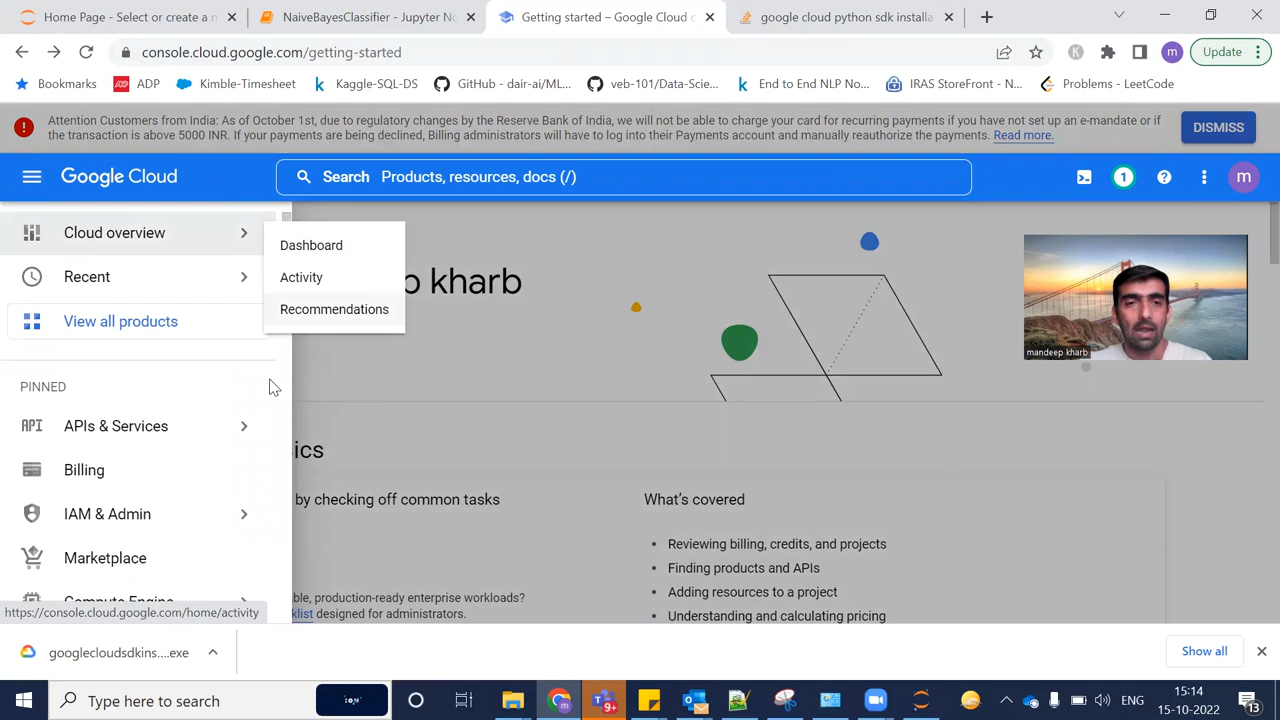 Home Page - Select or create a n
NaiveBayesClassifier - Jupyter No
Getting started – Google Cloud c
google cloud python sdk installa
console.cloud.google.com/getting-started
K
m
Update
Bookmarks
ADP
Kimble-Timesheet
Kaggle-SQL-DS
GitHub - dair-ai/ML...
veb-101/Data-Scie...
End to End NLP No...
IRAS StoreFront - N...
Problems - LeetCode
Attention Customers from India: As of October 1st, due to regulatory changes by the Reserve Bank of India, we will not be able to charge your card for recurring payments if you have not set up an e-mandate or if
the transaction is above 5000 INR. If your payments are being declined, Billing administrators will have to log into their Payments account and manually reauthorize the payments. Read more.
DISMISS
Google Cloud
Search Products, resources, docs (/)
1
m
Cloud overview
Recent
View all products
PINNED
API APIs & Services
Billing
IAM & Admin
Marketplace
Compute Engine
Dashboard
Activity
Recommendations
p kharb
mandeep kharb
sics
by checking off common tasks
What's covered
• Reviewing billing, credits, and projects
• Finding products and APIs
• Adding resources to a project
• Understanding and calculating pricing
ble, production-ready enterprise workloads?
klist designed for administrators.
https://console.cloud.google.com/home/activity
googlecloudsdkins....exe
Show all
Type here to search
9+
ENG
15:14
15-10-2022
13